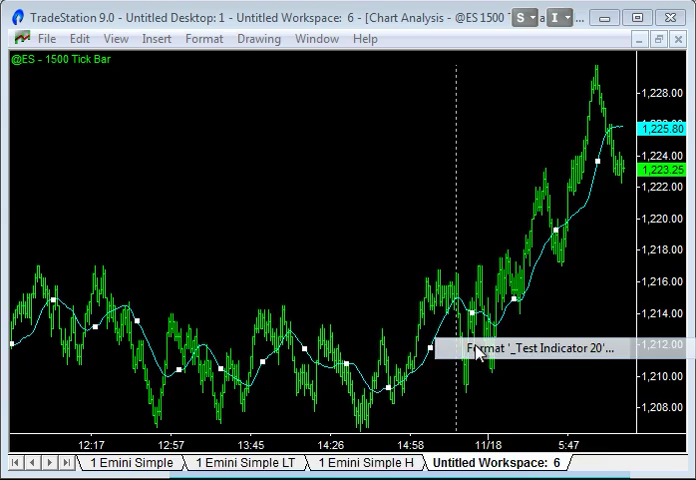 TradeStation 9.0 - Untitled Desktop: 1 - Untitled Workspace: 6 - [Chart Analysis - @ES 1500
S a I
File Edit View Insert Format Drawing Window Help
@ES - 1500 Tick Bar
1,228.00
1,225.80
1,224.00
1,223.25
1,222.00
1,220.00
1,218.00
1,216.00
1,214.00
1,212.00
Format '_Test Indicator 20'...
1,210.00
1,208.00
12:17 12:57 13:45 14:26 14:58 11/18 5:47
1 Emini Simple 1 Emini Simple LT 1 Emini Simple H Untitled Workspace: 6